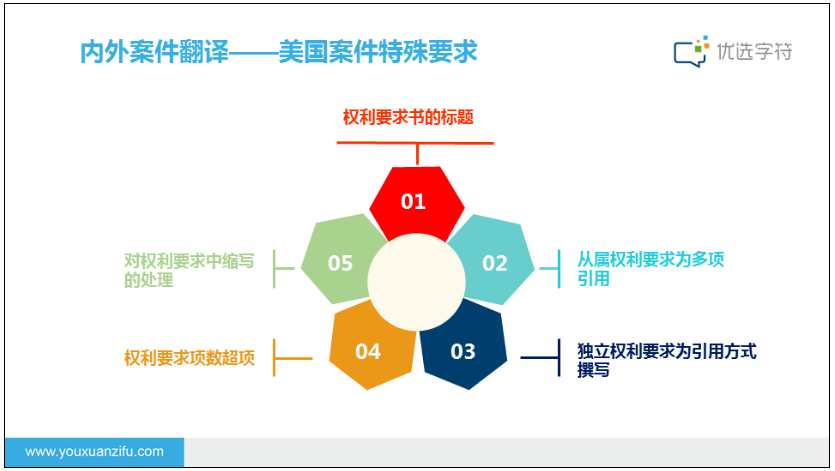 内外案件翻译——美国案件特殊要求
优选字符
权利要求书的标题
01
02
从属权利要求为多项
引用
03
独立权利要求为引用方式
撰写
04
权利要求项数超项
05
对权利要求中缩写
的处理
www.youxuanzifu.com